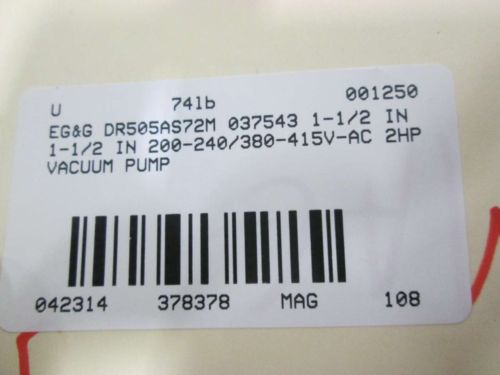 U 74lb 001250
EG&G DR505AS72M 037543 1-1/2 IN
1-1/2 IN 200-240/380-415V-AC 2HP
VACUUM PUMP
042314 378378 MAG 108